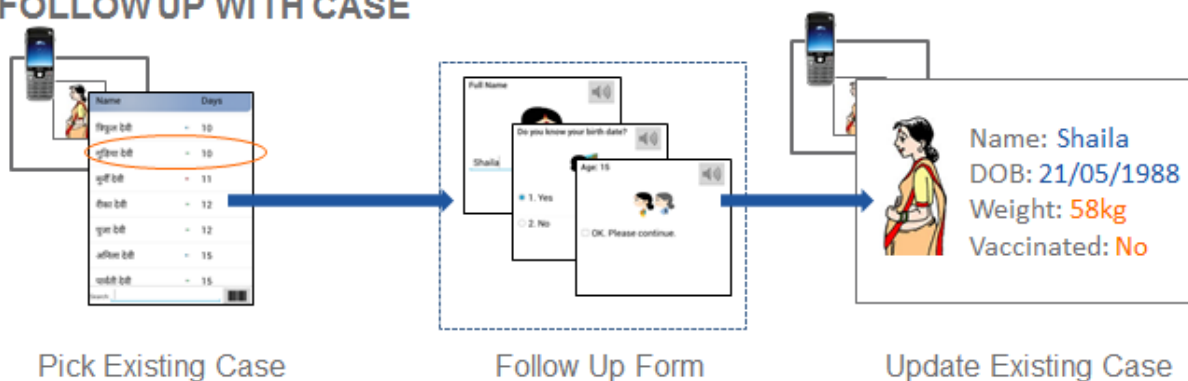 FOLLOW UP WITH CASE
Name Days
त्रिफुल देवी - 10
गुड़िया देवी - 10
मुन्नी देवी - 11
रीका देवी - 12
पूजा देवी - 12
अनिता देवी - 15
पार्वती देवी - 15
Search
Full Name
Shaila
Do you know your birth date?
1. Yes
2. No
Age: 15
OK. Please continue.
Name: Shaila
DOB: 21/05/1988
Weight: 58kg
Vaccinated: No
Pick Existing Case
Follow Up Form
Update Existing Case